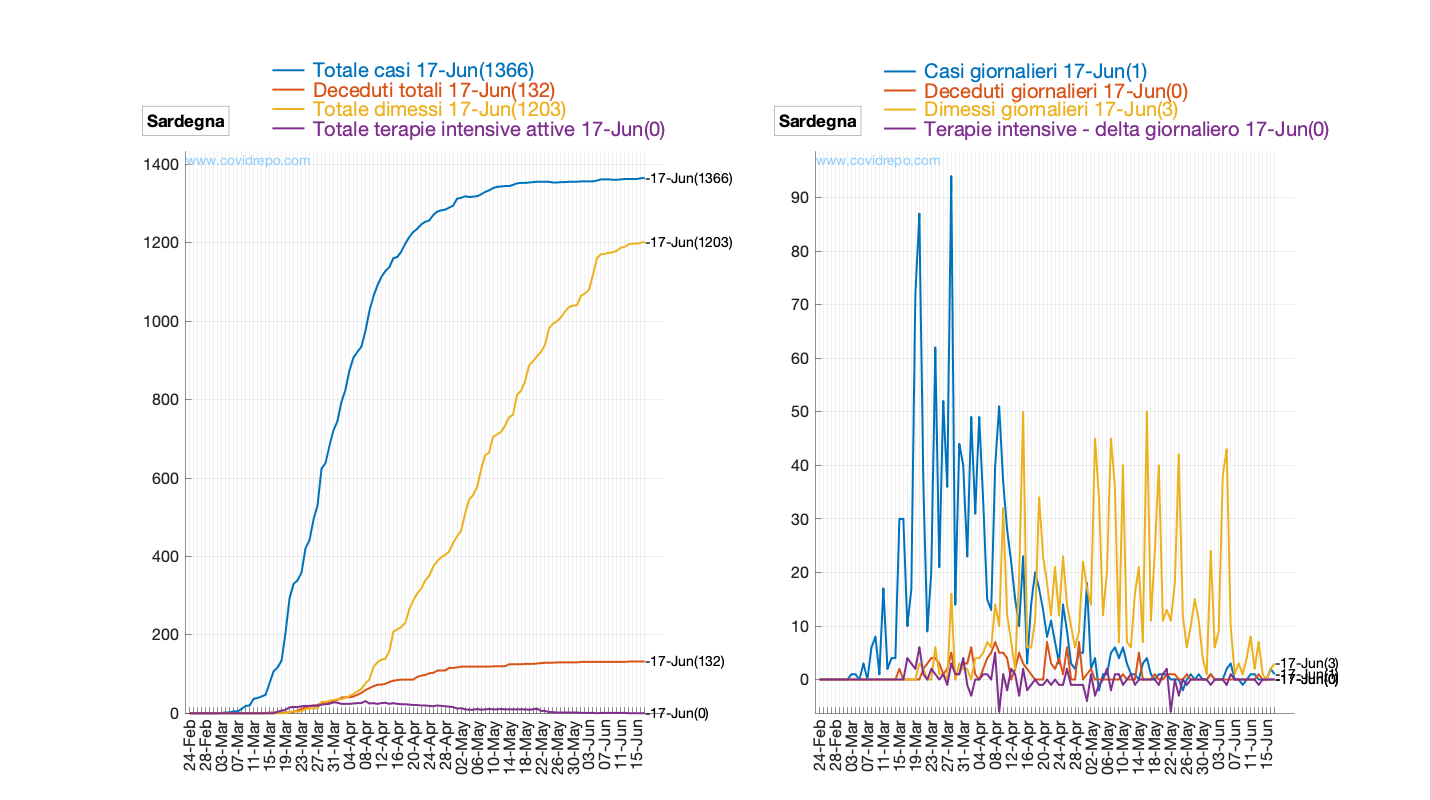 Totale casi 17-Jun(1366)
Deceduti totali 17-Jun(132)
Totale dimessi 17-Jun(1203)
Totale terapie intensive attive 17-Jun(0)
Sardegna
www.covidrepo.com
1400
1200
1000
800
600
400
200
0
-17-Jun(1366)
-17-Jun(1203)
-17-Jun(132)
-17-Jun(0)
24-Feb
28-Feb
03-Mar
07-Mar
11-Mar
15-Mar
19-Mar
23-Mar
27-Mar
31-Mar
04-Apr
08-Apr
12-Apr
16-Apr
20-Apr
24-Apr
28-Apr
02-May
06-May
10-May
14-May
18-May
22-May
26-May
30-May
03-Jun
07-Jun
11-Jun
15-Jun
Casi giornalieri 17-Jun(1)
Deceduti giornalieri 17-Jun(0)
Dimessi giornalieri 17-Jun(3)
Terapie intensive - delta giornaliero 17-Jun(0)
Sardegna
www.covidrepo.com
90
80
70
60
50
40
30
20
10
0
-17-Jun(3)
24-Feb
28-Feb
03-Mar
07-Mar
11-Mar
15-Mar
19-Mar
23-Mar
27-Mar
31-Mar
04-Apr
08-Apr
12-Apr
16-Apr
20-Apr
24-Apr
28-Apr
02-May
06-May
10-May
14-May
18-May
22-May
26-May
30-May
03-Jun
07-Jun
11-Jun
15-Jun